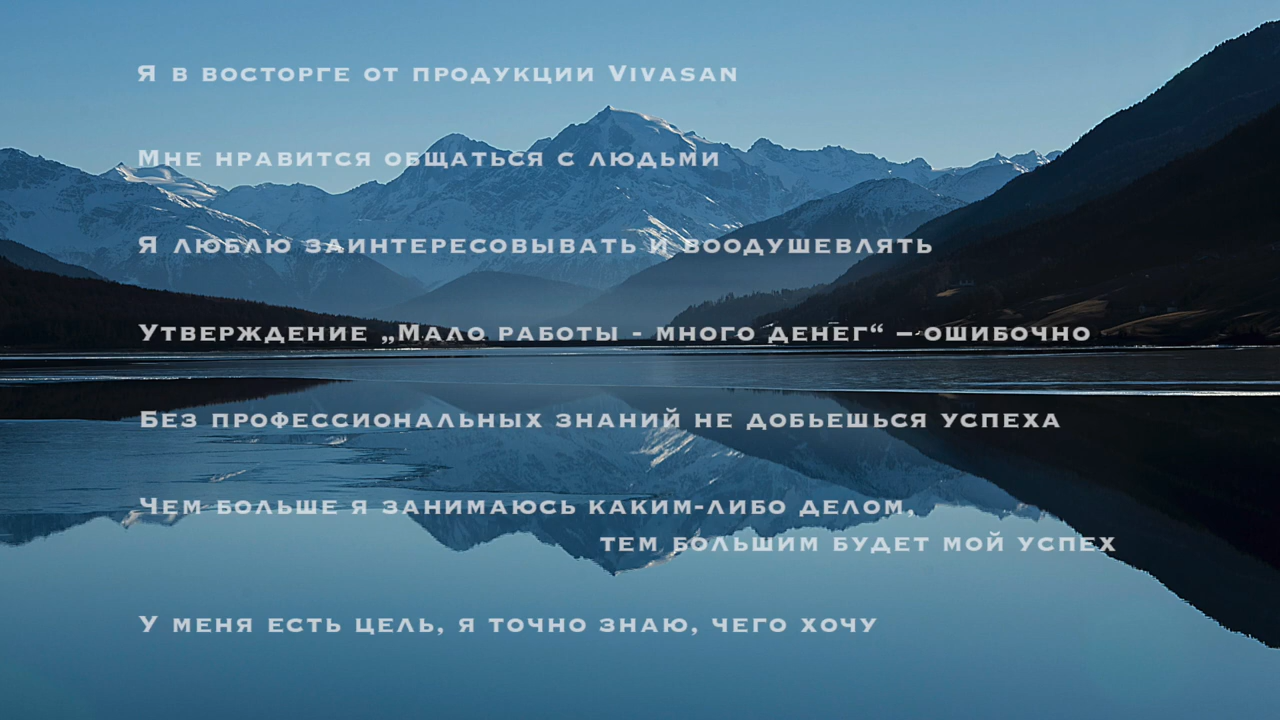 Я в восторге от продукции Vivasan
Мне нравится общаться с людьми
Я люблю заинтересовывать и воодушевлять
Утверждение „Мало работы - много денег“ – ошибочно
Без профессиональных знаний не добьешься успеха
Чем больше я занимаюсь каким-либо делом,
тем большим будет мой успех
У меня есть цель, я точно знаю, чего хочу